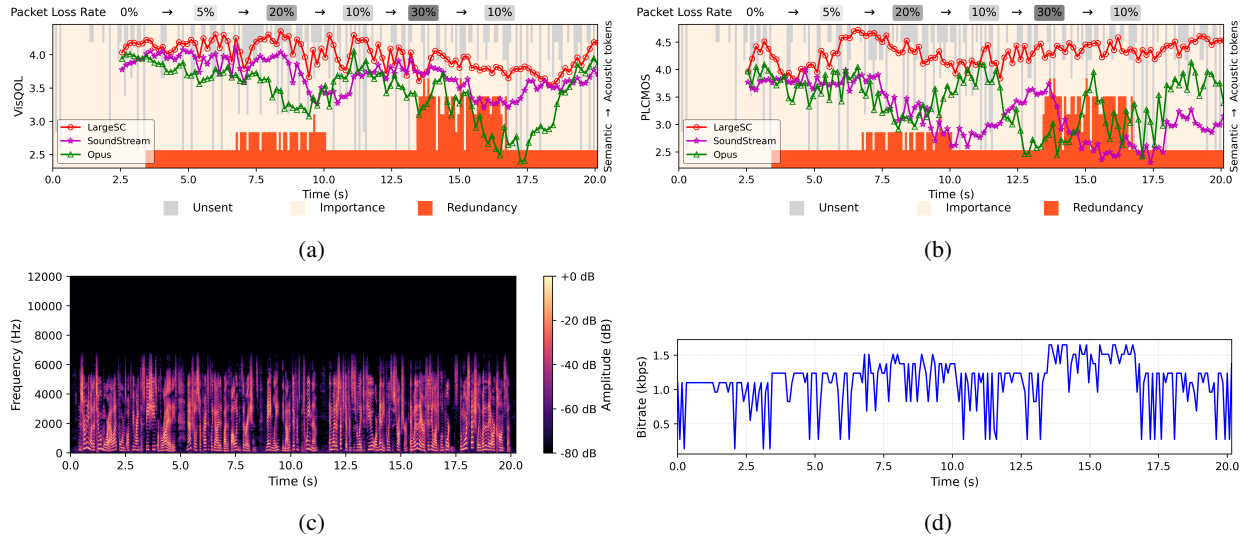 Packet Loss Rate 0% → 5% → 20% → 10% → 30% → 10%
VisQOL
4.0
3.5
3.0
2.5
LargeSC
SoundStream
Opus
Semantic → Acoustic tokens
0.0 2.5 5.0 7.5 10.0 12.5 15.0 17.5 20.0
Time (s)
Unsent Importance Redundancy
(a)
Packet Loss Rate 0% → 5% → 20% → 10% → 30% → 10%
PLCMOS
4.5
4.0
3.5
3.0
2.5
LargeSC
SoundStream
Opus
Semantic → Acoustic tokens
0.0 2.5 5.0 7.5 10.0 12.5 15.0 17.5 20.0
Time (s)
Unsent Importance Redundancy
(b)
Frequency (Hz)
12000
10000
8000
6000
4000
2000
0
0.0 2.5 5.0 7.5 10.0 12.5 15.0 17.5 20.0
Time (s)
+0 dB
-20 dB
-40 dB
-60 dB
-80 dB
Amplitude (dB)
(c)
Bitrate (kbps)
1.5
1.0
0.5
0.0 2.5 5.0 7.5 10.0 12.5 15.0 17.5 20.0
Time (s)
(d)